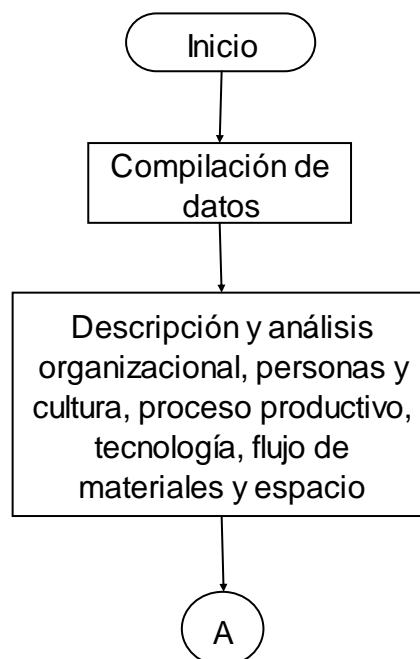 Inicio
Compilación de
datos
Descripción y análisis
organizacional, personas y
cultura, proceso productivo,
tecnología, flujo de
materiales y espacio
A